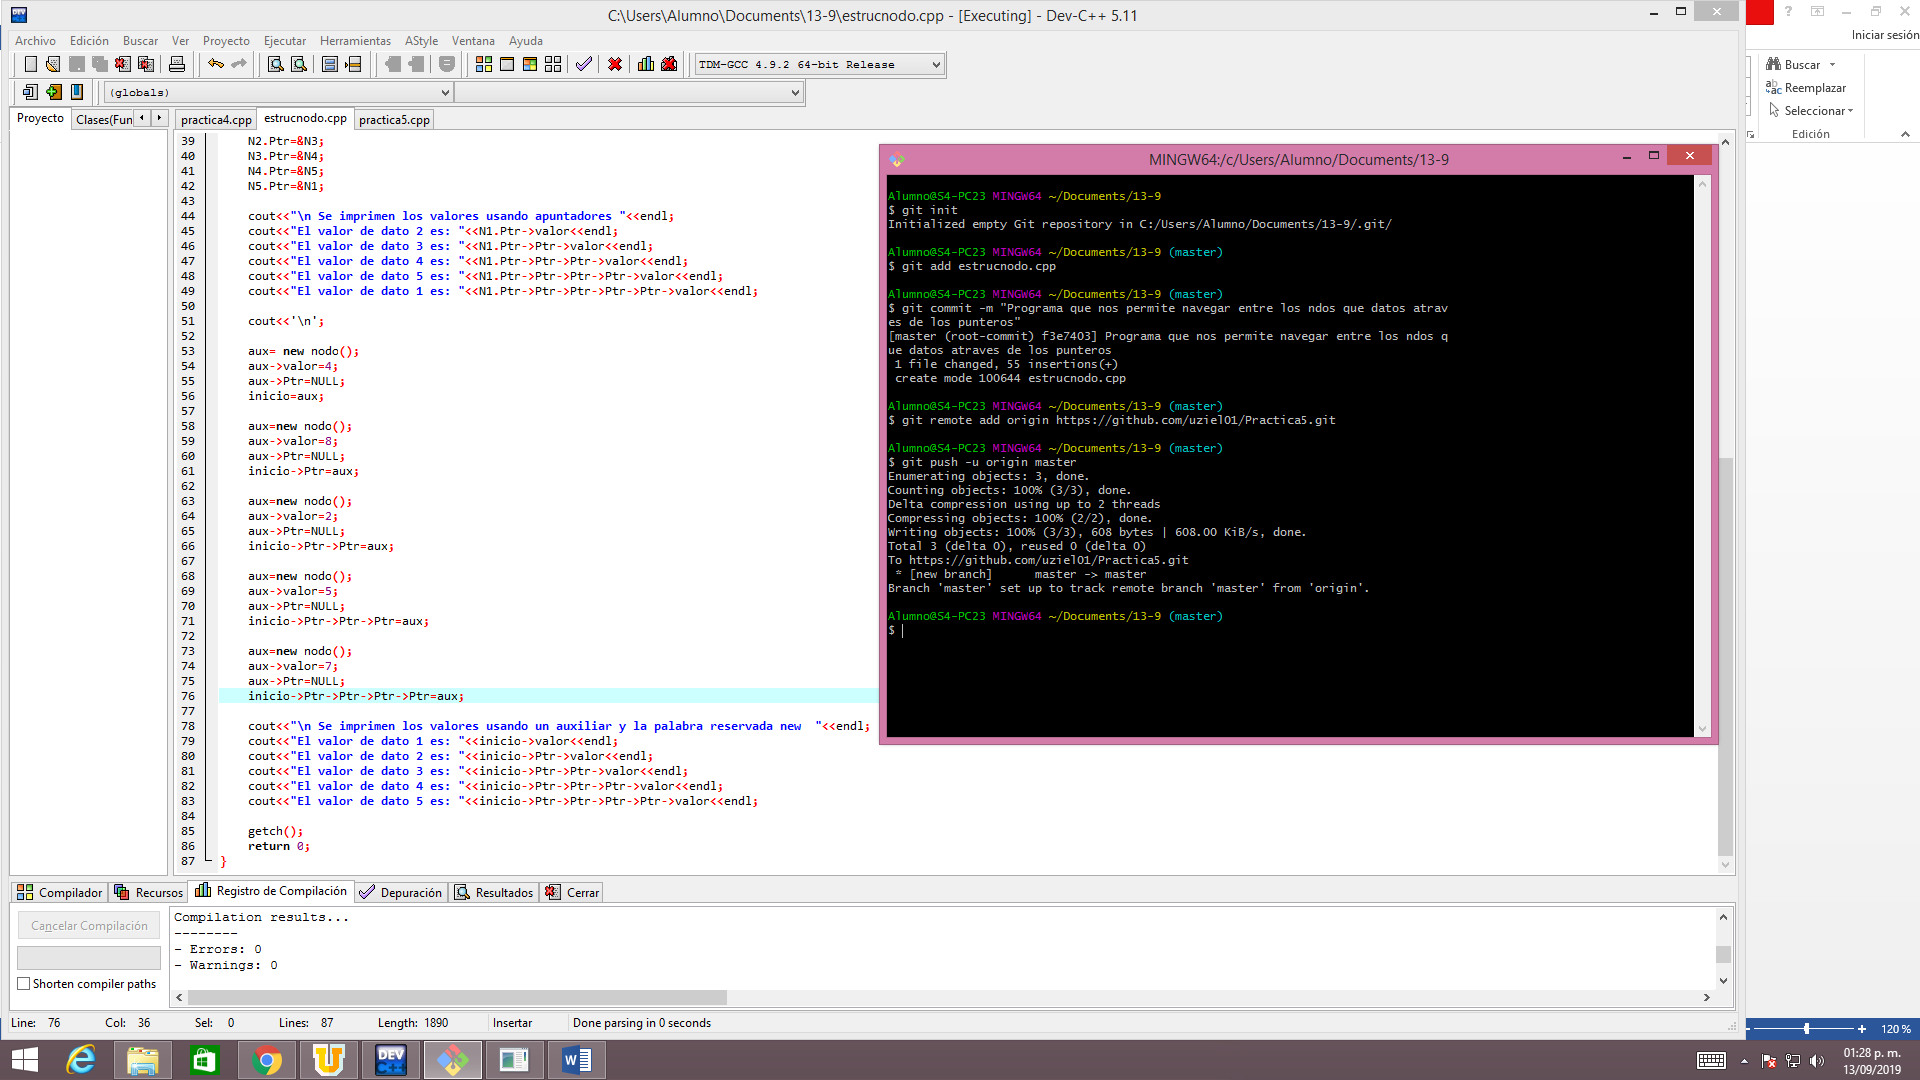 C:\Users\Alumno\Documents\13-9\estrucnodo.cpp - [Executing] - Dev-C++ 5.11
Iniciar sesión
Archivo Edición Buscar Ver Proyecto Ejecutar Herramientas AStyle Ventana Ayuda
TDM-GCC 4.9.2 64-bit Release
Buscar
Reemplazar
Seleccionar
Edición
(globals)
Proyecto Clases(Fun
practica4.cpp estrucnodo.cpp practica5.cpp
39 N2.Ptr=&N3;
40 N3.Ptr=&N4;
41 N4.Ptr=&N5;
42 N5.Ptr=&N1;
43
44 cout<<"\n Se imprimen los valores usando apuntadores "<<endl;
45 cout<<"El valor de dato 2 es: "<<N1.Ptr->valor<<endl;
46 cout<<"El valor de dato 3 es: "<<N1.Ptr->Ptr->valor<<endl;
47 cout<<"El valor de dato 4 es: "<<N1.Ptr->Ptr->Ptr->valor<<endl;
48 cout<<"El valor de dato 5 es: "<<N1.Ptr->Ptr->Ptr->Ptr->valor<<endl;
49 cout<<"El valor de dato 1 es: "<<N1.Ptr->Ptr->Ptr->Ptr->Ptr->valor<<endl;
50
51 cout<<'\n';
52
53 aux= new nodo();
54 aux->valor=4;
55 aux->Ptr=NULL;
56 inicio=aux;
57
58 aux=new nodo();
59 aux->valor=8;
60 aux->Ptr=NULL;
61 inicio->Ptr=aux;
62
63 aux=new nodo();
64 aux->valor=2;
65 aux->Ptr=NULL;
66 inicio->Ptr->Ptr=aux;
67
68 aux=new nodo();
69 aux->valor=5;
70 aux->Ptr=NULL;
71 inicio->Ptr->Ptr->Ptr=aux;
72
73 aux=new nodo();
74 aux->valor=7;
75 aux->Ptr=NULL;
76 inicio->Ptr->Ptr->Ptr->Ptr=aux;
77
78 cout<<"\n Se imprimen los valores usando un auxiliar y la palabra reservada new  "<<endl;
79 cout<<"El valor de dato 1 es: "<<inicio->valor<<endl;
80 cout<<"El valor de dato 2 es: "<<inicio->Ptr->valor<<endl;
81 cout<<"El valor de dato 3 es: "<<inicio->Ptr->Ptr->valor<<endl;
82 cout<<"El valor de dato 4 es: "<<inicio->Ptr->Ptr->Ptr->valor<<endl;
83 cout<<"El valor de dato 5 es: "<<inicio->Ptr->Ptr->Ptr->Ptr->valor<<endl;
84
85 getch();
86 return 0;
87 }
MINGW64:/c/Users/Alumno/Documents/13-9
Alumno@S4-PC23 MINGW64 ~/Documents/13-9
$ git init
Initialized empty Git repository in C:/Users/Alumno/Documents/13-9/.git/
Alumno@S4-PC23 MINGW64 ~/Documents/13-9 (master)
$ git add estrucnodo.cpp
Alumno@S4-PC23 MINGW64 ~/Documents/13-9 (master)
$ git commit -m "Programa que nos permite navegar entre los ndos que datos atrav
es de los punteros"
[master (root-commit) f3e7403] Programa que nos permite navegar entre los ndos q
ue datos atraves de los punteros
1 file changed, 55 insertions(+)
create mode 100644 estrucnodo.cpp
Alumno@S4-PC23 MINGW64 ~/Documents/13-9 (master)
$ git remote add origin https://github.com/uziel01/Practica5.git
Alumno@S4-PC23 MINGW64 ~/Documents/13-9 (master)
$ git push -u origin master
Enumerating objects: 3, done.
Counting objects: 100% (3/3), done.
Delta compression using up to 2 threads
Compressing objects: 100% (2/2), done.
Writing objects: 100% (3/3), 608 bytes | 608.00 KiB/s, done.
Total 3 (delta 0), reused 0 (delta 0)
To https://github.com/uziel01/Practica5.git
* [new branch]      master -> master
Branch 'master' set up to track remote branch 'master' from 'origin'.
Alumno@S4-PC23 MINGW64 ~/Documents/13-9 (master)
$
Compilador Recursos Registro de Compilación Depuración Resultados Cerrar
Cancelar Compilación
Shorten compiler paths
Compilation results...
--------
- Errors: 0
- Warnings: 0
Line: 76 Col: 36 Sel: 0 Lines: 87 Length: 1890 Insertar Done parsing in 0 seconds
120 %
DEV C++
01:28 p. m.
13/09/2019